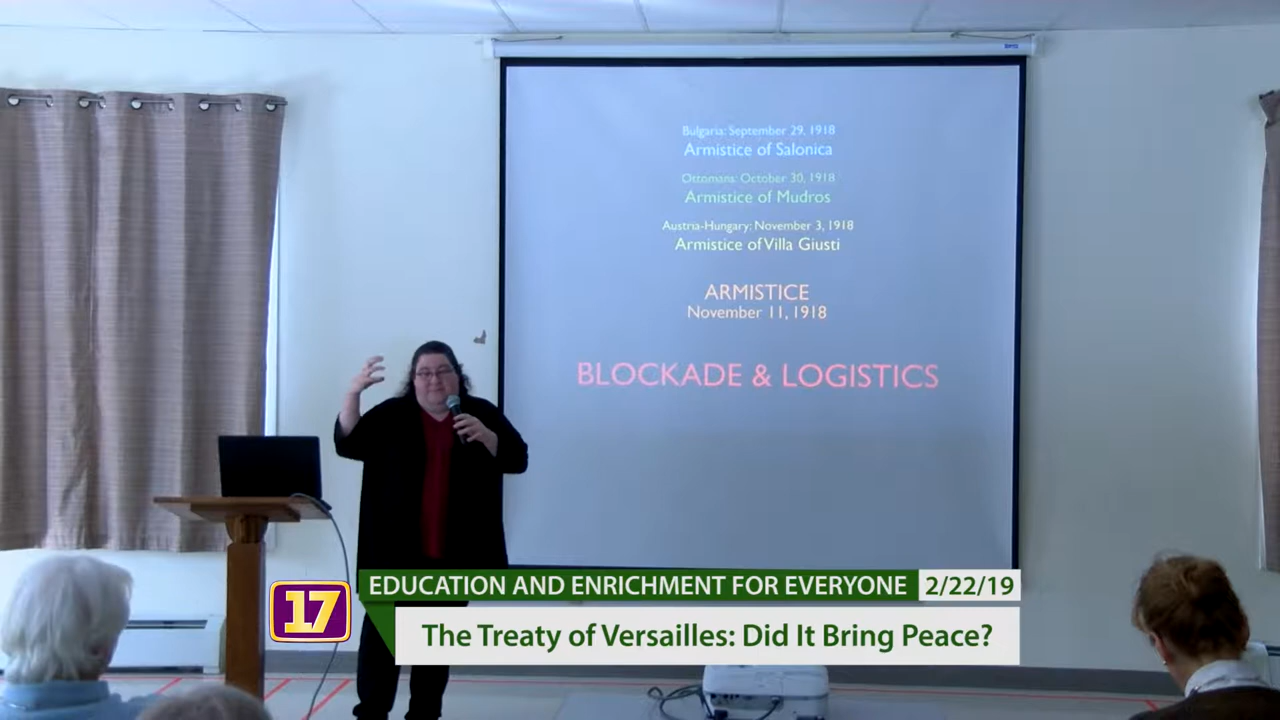 Bulgaria: September 29, 1918
Armistice of Salonica
Ottomans: October 30, 1918
Armistice of Mudros
Austria-Hungary: November 3, 1918
Armistice of Villa Giusti
ARMISTICE
November 11, 1918
BLOCKADE & LOGISTICS
17
EDUCATION AND ENRICHMENT FOR EVERYONE 2/22/19
The Treaty of Versailles: Did It Bring Peace?